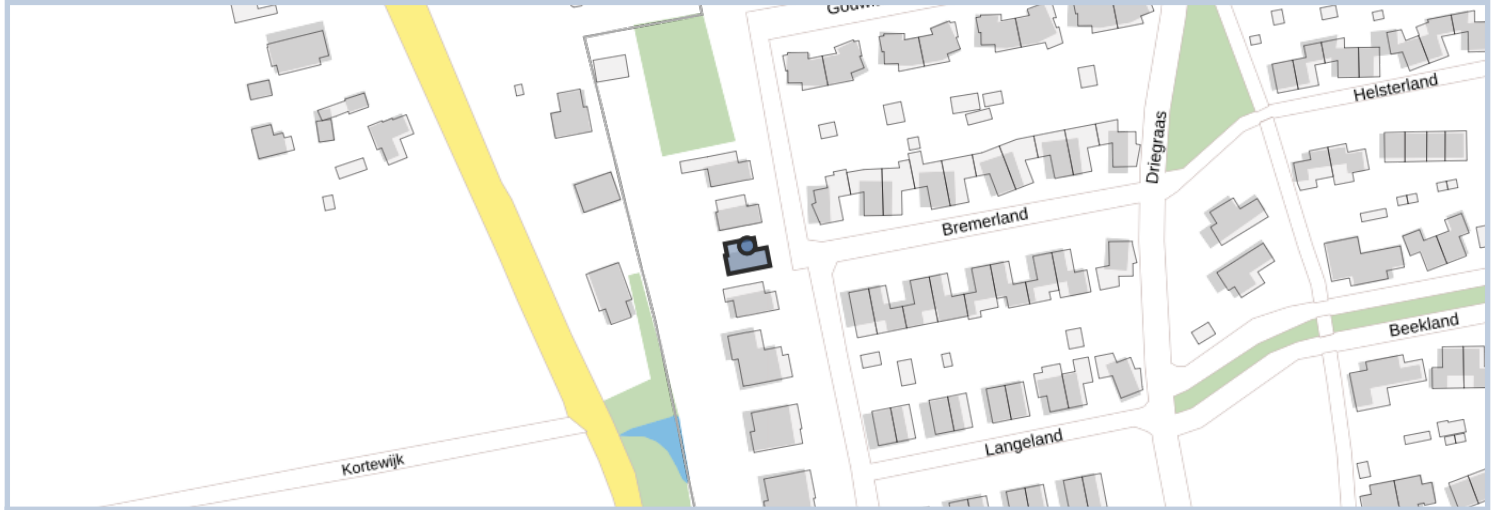 Helsterland
Driegraas
Bremerland
Beekland
Langeland
Kortewijk